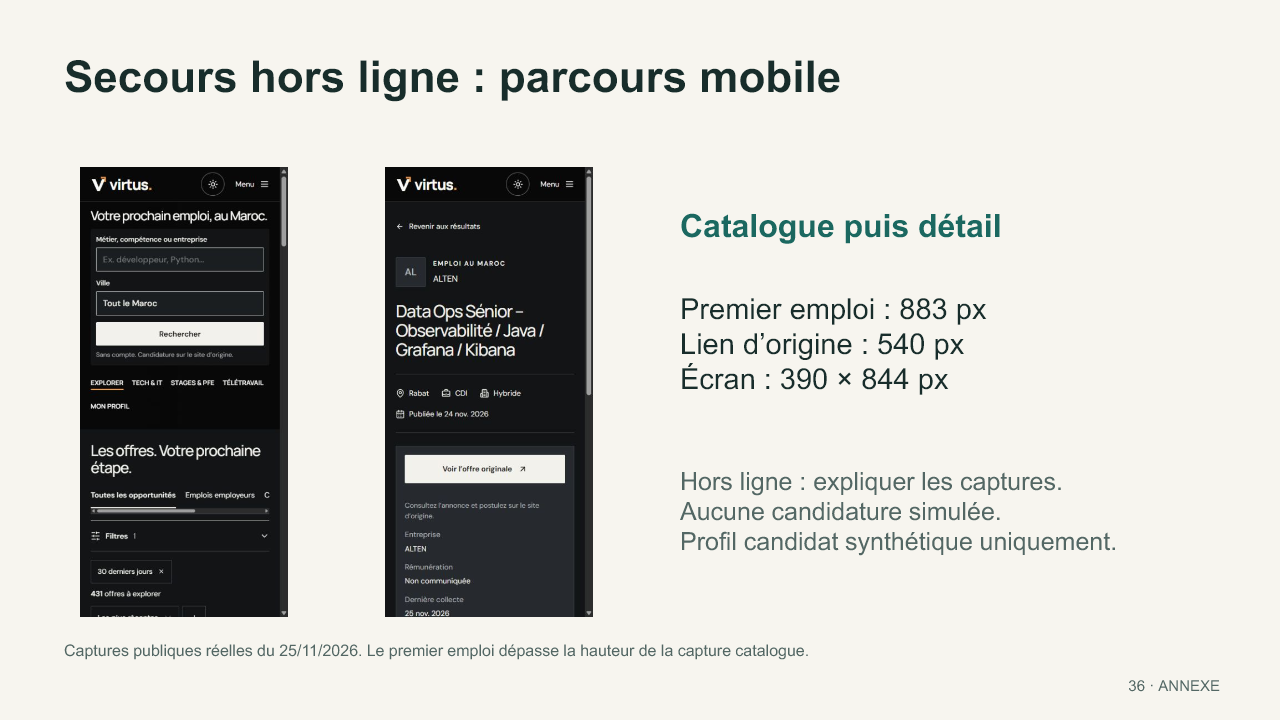 Secours hors ligne : parcours mobile
virtus.
Menu
Votre prochain emploi, au Maroc.
Métier, compétence ou entreprise
Ex. développeur, Python...
Ville
Tout le Maroc
Rechercher
Sans compte. Candidature sur le site d'origine.
EXPLORER TECH & IT STAGES & PFE TÉLÉTRAVAIL
MON PROFIL
Les offres. Votre prochaine
étape.
Toutes les opportunités Emplois employeurs C
Filtres 1
30 derniers jours ×
431 offres à explorer
virtus.
Menu
← Revenir aux résultats
AL
EMPLOI AU MAROC
ALTEN
Data Ops Sénior –
Observabilité / Java /
Grafana / Kibana
Rabat CDI Hybride
Publiée le 24 nov. 2026
Voir l'offre originale ↗
Consultez l'annonce et postulez sur le site
d'origine.
Entreprise
ALTEN
Rémunération
Non communiquée
Dernière collecte
25 nov. 2026
Catalogue puis détail
Premier emploi : 883 px
Lien d’origine : 540 px
Écran : 390 × 844 px
Hors ligne : expliquer les captures.
Aucune candidature simulée.
Profil candidat synthétique uniquement.
Captures publiques réelles du 25/11/2026. Le premier emploi dépasse la hauteur de la capture catalogue.
36 · ANNEXE